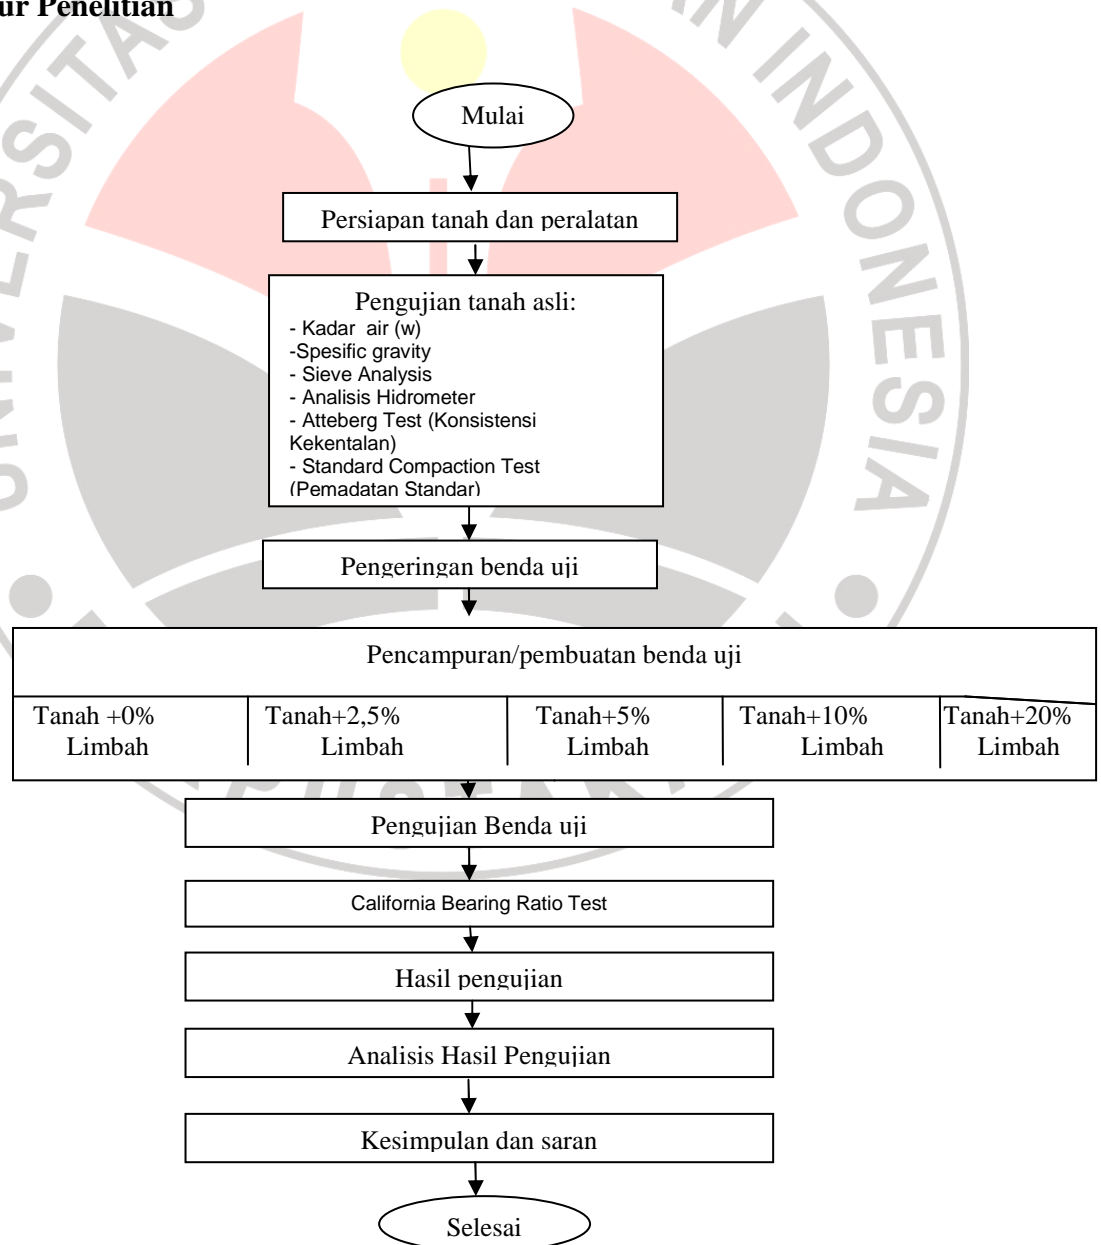 ur Penelitian
Mulai
Persiapan tanah dan peralatan
Pengujian tanah asli:
- Kadar air (w)
-Spesific gravity
- Sieve Analysis
- Analisis Hidrometer
- Atteberg Test (Konsistensi
Kekentalan)
- Standard Compaction Test
(Pemadatan Standar)
Pengeringan benda uji
Pencampuran/pembuatan benda uji
Tanah +0%
Limbah
Tanah+2,5%
Limbah
Tanah+5%
Limbah
Tanah+10%
Limbah
Tanah+20%
Limbah
Pengujian Benda uji
California Bearing Ratio Test
Hasil pengujian
Analisis Hasil Pengujian
Kesimpulan dan saran
Selesai